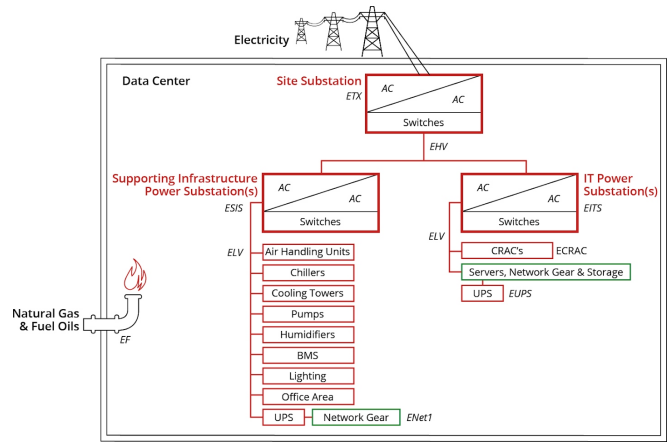 Electricity
Data Center
Site Substation
ETX
AC
AC
Switches
EHV
Supporting Infrastructure
Power Substation(s)
ESIS
AC
AC
Switches
IT Power
Substation(s)
EITS
AC
AC
Switches
ELV
Air Handling Units
Chillers
Cooling Towers
Pumps
Humidifiers
BMS
Lighting
Office Area
UPS
Network Gear
ENet1
ELV
CRAC's
ECRAC
Servers, Network Gear & Storage
UPS
EUPS
Natural Gas
& Fuel Oils
EF